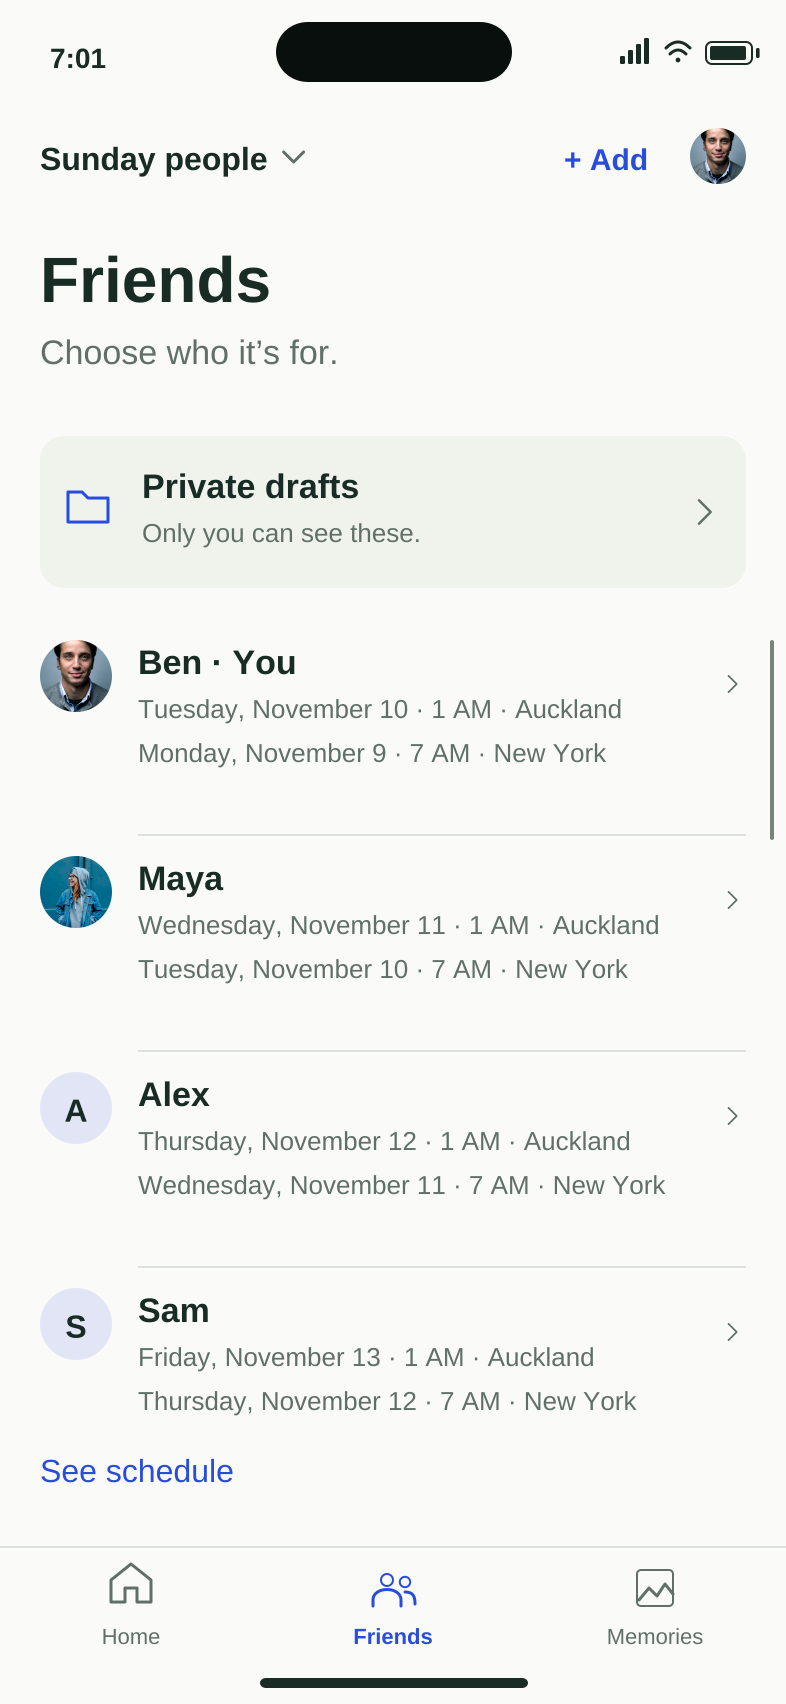 7:01
Sunday people
+ Add
Friends
Choose who it’s for.
Private drafts
Only you can see these.
Ben · You
Tuesday, November 10 · 1 AM · Auckland
Monday, November 9 · 7 AM · New York
Maya
Wednesday, November 11 · 1 AM · Auckland
Tuesday, November 10 · 7 AM · New York
A
Alex
Thursday, November 12 · 1 AM · Auckland
Wednesday, November 11 · 7 AM · New York
S
Sam
Friday, November 13 · 1 AM · Auckland
Thursday, November 12 · 7 AM · New York
See schedule
Home
Friends
Memories